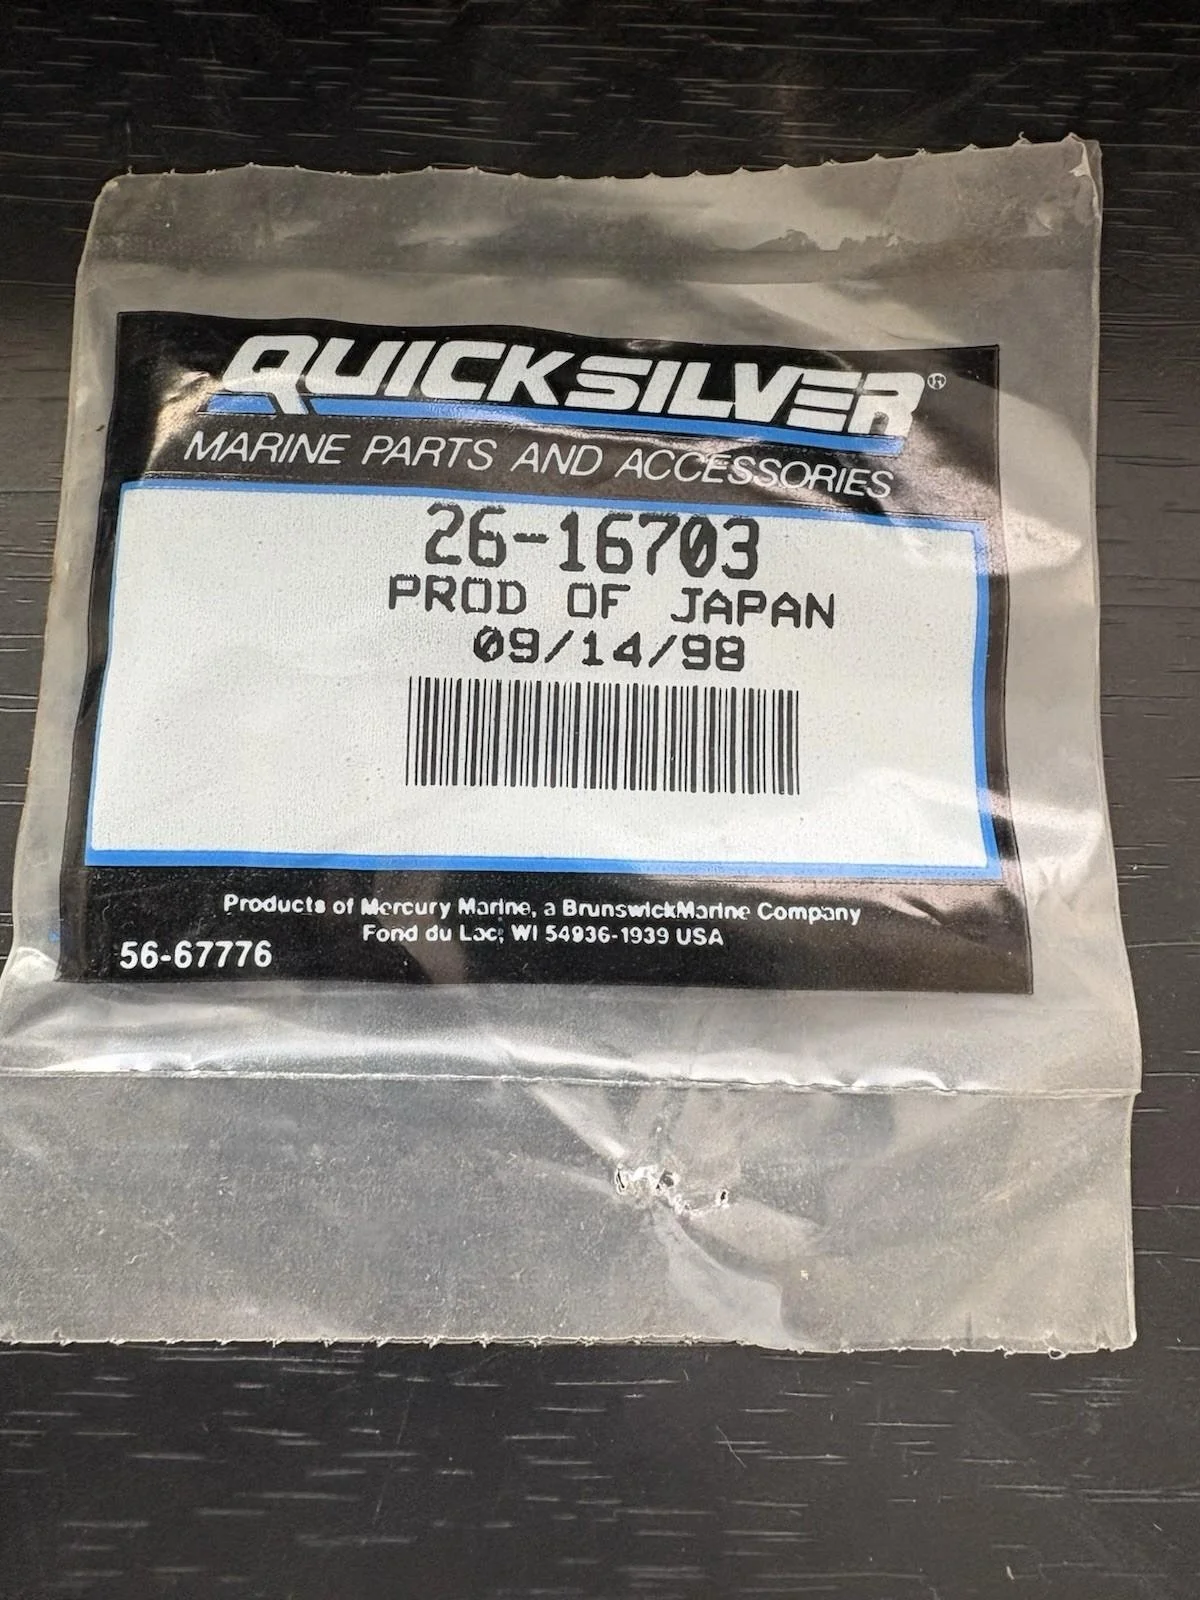 QUICKSILVER®
MARINE PARTS AND ACCESSORIES
26-16703
PROD OF JAPAN
09/14/98
Products of Mercury Marine, a BrunswickMarine Company
Fond du Lac, WI 54936-1939 USA
56-67776